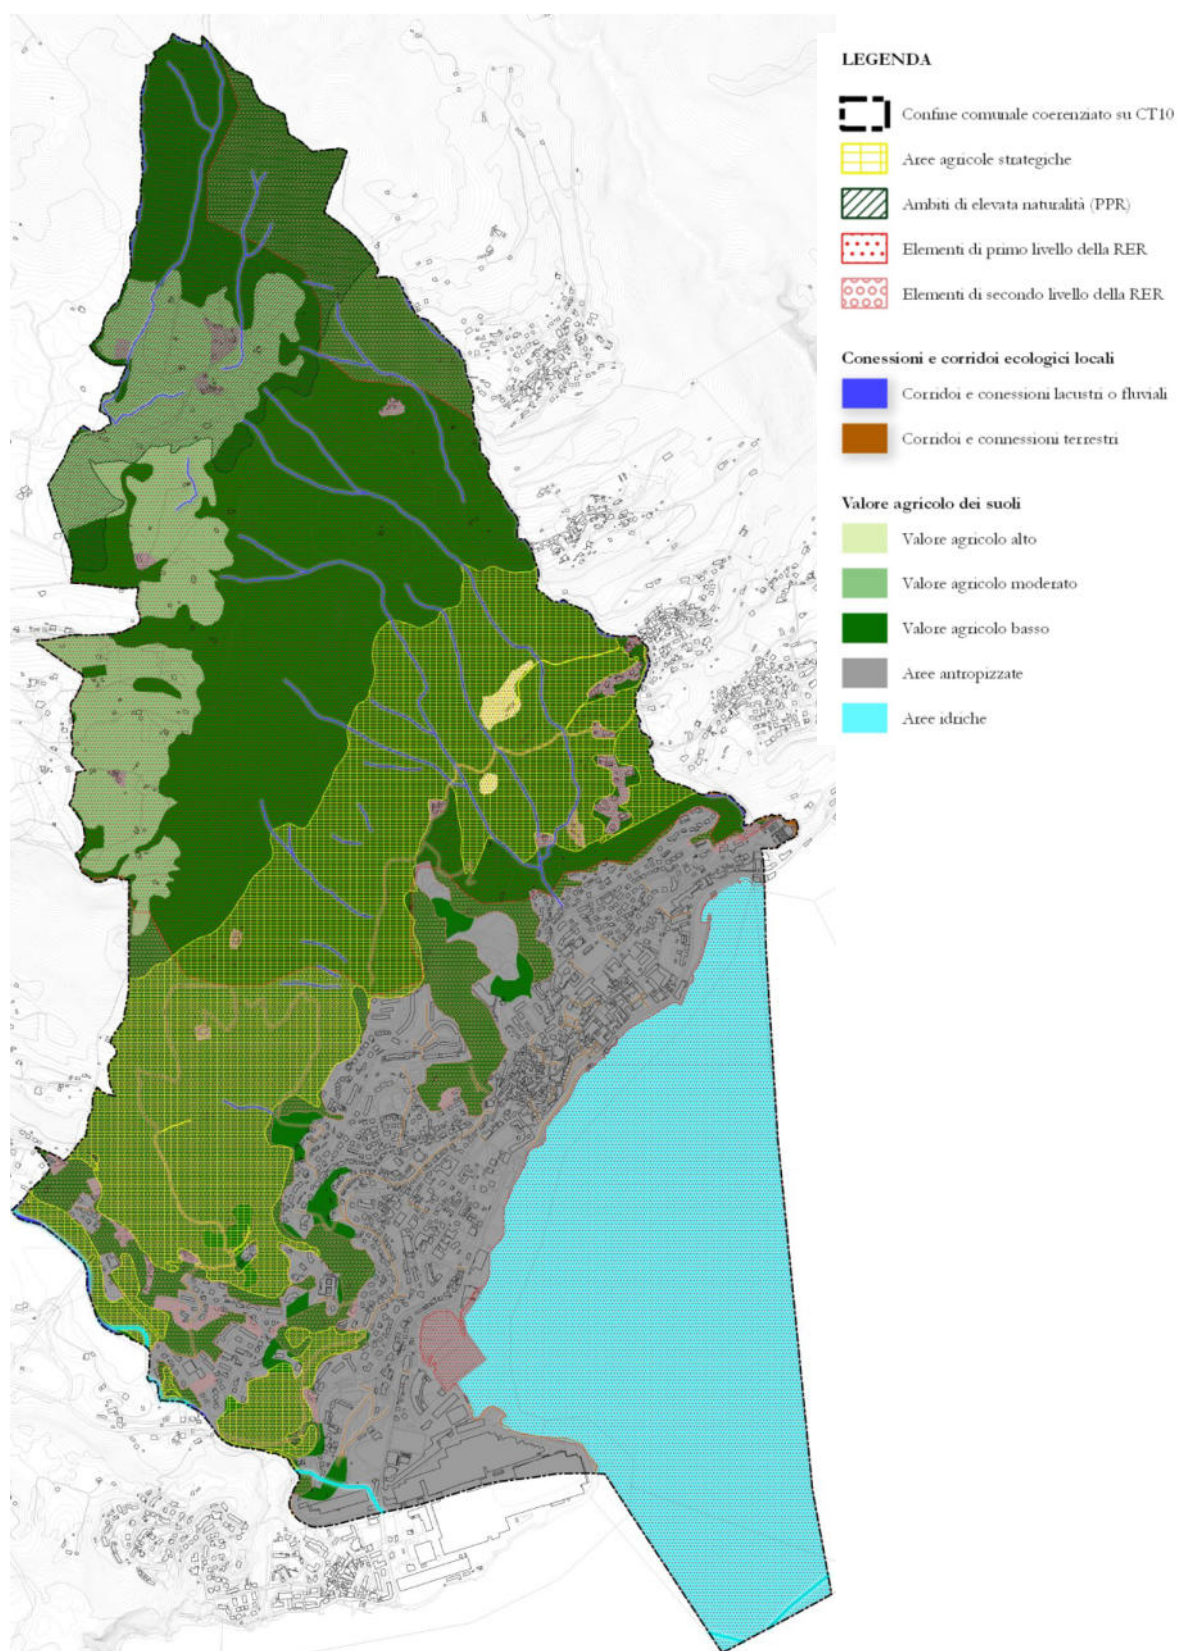 LEGENDA
Confine comunale coerenziato su CT10
Aree agricole strategiche
Ambiti di elevata naturalità (PPR)
Elementi di primo livello della RER
Elementi di secondo livello della RER
Conessioni e corridoi ecologici locali
Corridoi e conessioni lacustri o fluviali
Corridoi e connessioni terrestri
Valore agricolo dei suoli
Valore agricolo alto
Valore agricolo moderato
Valore agricolo basso
Aree antropizzate
Aree idriche